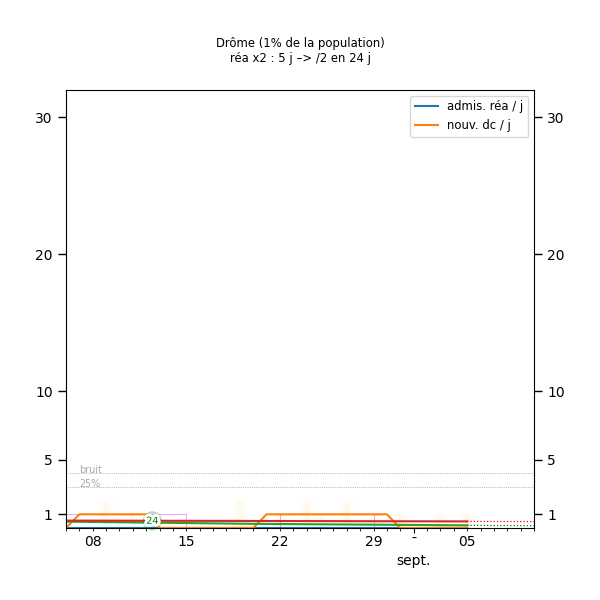 Drôme (1% de la population)
réa x2 : 5 j –> /2 en 24 j
admis. réa / j
nouv. dc / j
30 30
20 20
10 10
5 5
bruit
25%
1 24 1
08 15 22 29 - 05
sept.